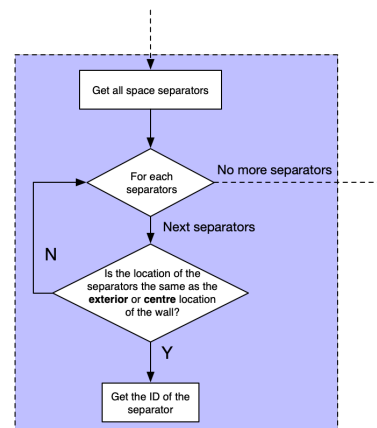 Get all space separators
For each
separators
No more separators
Next separators
N
Is the location of the
separators the same as the
exterior or centre location
of the wall?
Y
Get the ID of the
separator